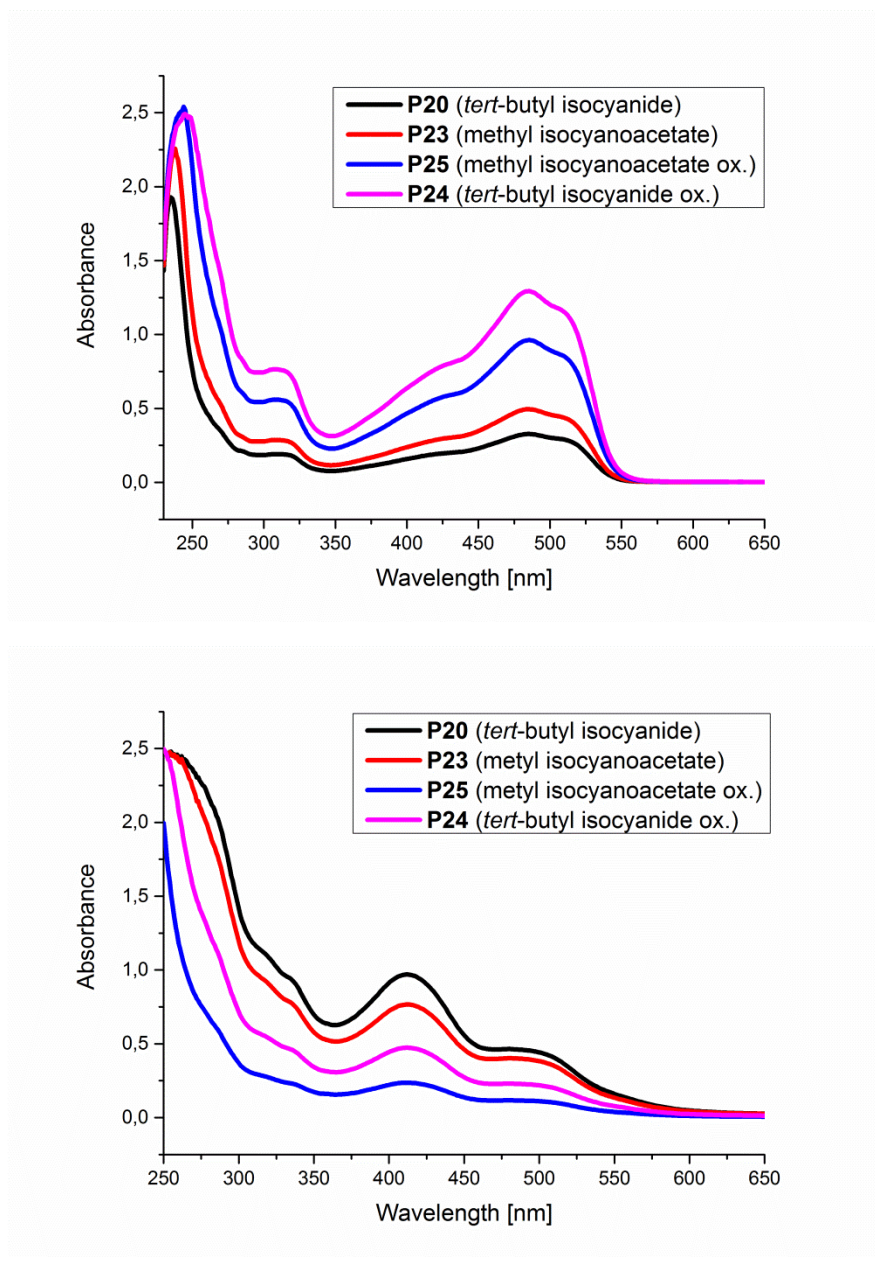 P20 (tert-butyl isocyanide)
P23 (methyl isocyanoacetate)
P25 (methyl isocyanoacetate ox.)
P24 (tert-butyl isocyanide ox.)
2,5
2,0
1,5
1,0
0,5
0,0
Absorbance
250 300 350 400 450 500 550 600 650
Wavelength [nm]
P20 (tert-butyl isocyanide)
P23 (metyl isocyanoacetate)
P25 (metyl isocyanoacetate ox.)
P24 (tert-butyl isocyanide ox.)
2,5
2,0
1,5
1,0
0,5
0,0
Absorbance
250 300 350 400 450 500 550 600 650
Wavelength [nm]